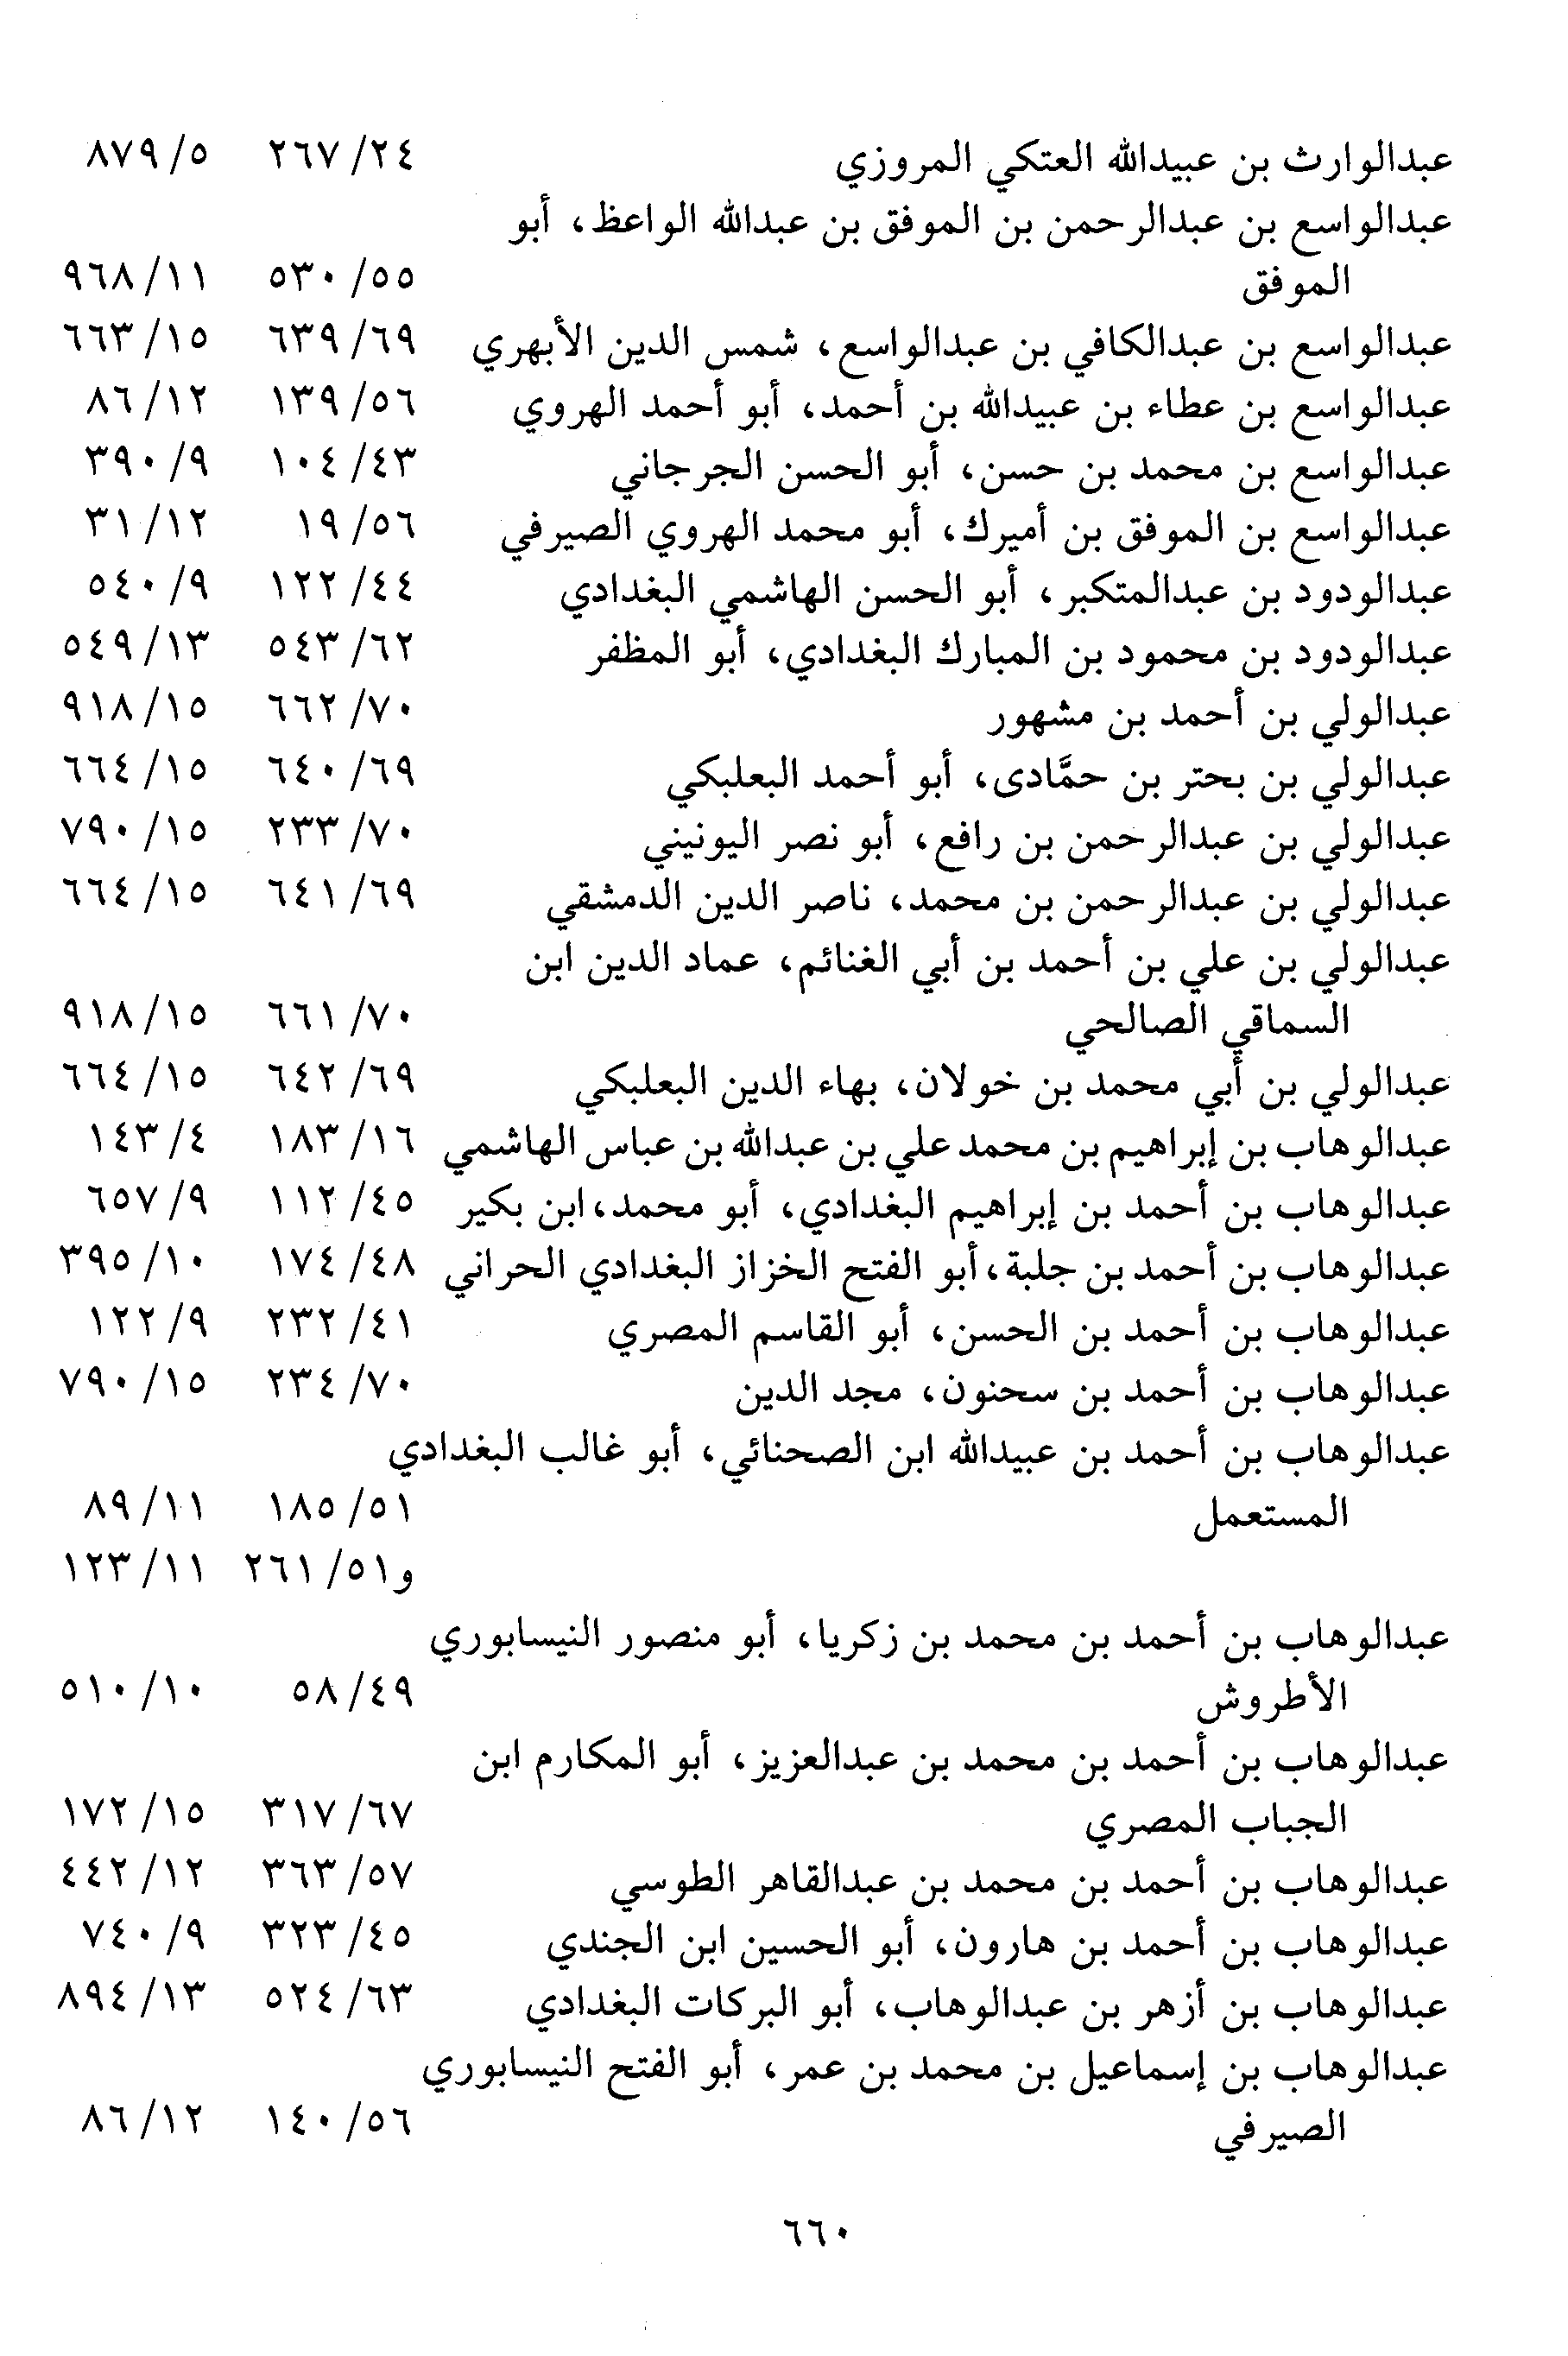 عبدالوارث بن عبيدالله العتكي المروزي ٢٤/ ٢٦٧ ٥/ ٨٧٩
عبدالواسع بن عبدالرحمن بن الموفق بن عبدالله الواعظ، أبو
الموفق ٥٥/ ٥٣٠ ١١/ ٩٦٨
عبدالواسع بن عبدالكافي بن عبدالواسع، شمس الدين الأبهري ٦٩/ ٦٣٩ ١٥/ ٦٦٣
عبدالواسع بن عطاء بن عبيدالله بن أحمد، أبو أحمد الهروي ٥٦/ ١٣٩ ١٢/ ٨٦
عبدالواسع بن محمد بن حسن، أبو الحسن الجرجاني ٤٣/ ١٠٤ ٩/ ٣٩٠
عبدالواسع بن الموفق بن أميرك، أبو محمد الهروي الصيرفي ٥٦/ ١٩ ١٢/ ٣١
عبدالودود بن عبدالمتكبر، أبو الحسن الهاشمي البغدادي ٤٤/ ١٢٢ ٩/ ٥٤٠
عبدالودود بن محمود بن المبارك البغدادي، أبو المظفر ٦٢/ ٥٤٣ ١٣/ ٥٤٩
عبدالولي بن أحمد بن مشهور ٧٠/ ٦٦٢ ١٥/ ٩١٨
عبدالولي بن بحتر بن حمَّادى، أبو أحمد البعلبكي ٦٩/ ٦٤٠ ١٥/ ٦٦٤
عبدالولي بن عبدالرحمن بن رافع، أبو نصر اليونيني ٧٠/ ٢٣٣ ١٥/ ٧٩٠
عبدالولي بن عبدالرحمن بن محمد، ناصر الدين الدمشقي ٦٩/ ٦٤١ ١٥/ ٦٦٤
عبدالولي بن علي بن أحمد بن أبي الغنائم، عماد الدين ابن
السماقي الصالحي ٧٠/ ٦٦١ ١٥/ ٩١٨
عبدالولي بن أبي محمد بن خولان، بهاء الدين البعلبكي ٦٩/ ٦٤٢ ١٥/ ٦٦٤
عبدالوهاب بن إبراهيم بن محمد علي بن عبدالله بن عباس الهاشمي ١٦/ ١٨٣ ٤/ ١٤٣
عبدالوهاب بن أحمد بن إبراهيم البغدادي، أبو محمد، ابن بكير ٤٥/ ١١٢ ٩/ ٦٥٧
عبدالوهاب بن أحمد بن جلبة، أبو الفتح الخزاز البغدادي الحراني ٤٨/ ١٧٤ ١٠/ ٣٩٥
عبدالوهاب بن أحمد بن الحسن، أبو القاسم المصري ٤١/ ٢٣٢ ٩/ ١٢٢
عبدالوهاب بن أحمد بن سحنون، مجد الدين ٧٠/ ٢٣٤ ١٥/ ٧٩٠
عبدالوهاب بن أحمد بن عبيدالله ابن الصحنائي، أبو غالب البغدادي
المستعمل ٥١/ ١٨٥ ١١/ ٨٩
و٥١/ ٢٦١ ١١/ ١٢٣
عبدالوهاب بن أحمد بن محمد بن زكريا، أبو منصور النيسابوري
الأطروش ٤٩/ ٥٨ ١٠/ ٥١٠
عبدالوهاب بن أحمد بن محمد بن عبدالعزيز، أبو المكارم ابن
الجباب المصري ٦٧/ ٣١٧ ١٥/ ١٧٢
عبدالوهاب بن أحمد بن محمد بن عبدالقاهر الطوسي ٥٧/ ٣٦٣ ١٢/ ٤٤٢
عبدالوهاب بن أحمد بن هارون، أبو الحسين ابن الجندي ٤٥/ ٣٢٣ ٩/ ٧٤٠
عبدالوهاب بن أزهر بن عبدالوهاب، أبو البركات البغدادي ٦٣/ ٥٢٤ ١٣/ ٨٩٤
عبدالوهاب بن إسماعيل بن محمد بن عمر، أبو الفتح النيسابوري
الصيرفي ٥٦/ ١٤٠ ١٢/ ٨٦
٦٦٠